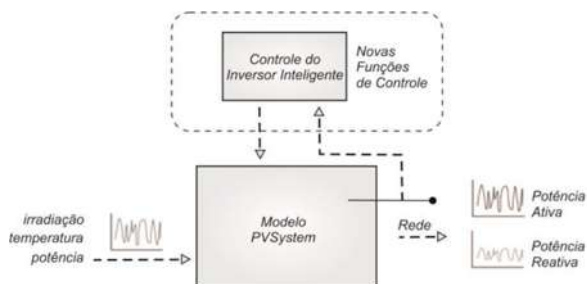 Controle do
Inversor Inteligente
Novas
Funções
de Controle
irradiação
temperatura
potência
Modelo
PVSystem
Rede
Potência
Ativa
Potência
Reativa